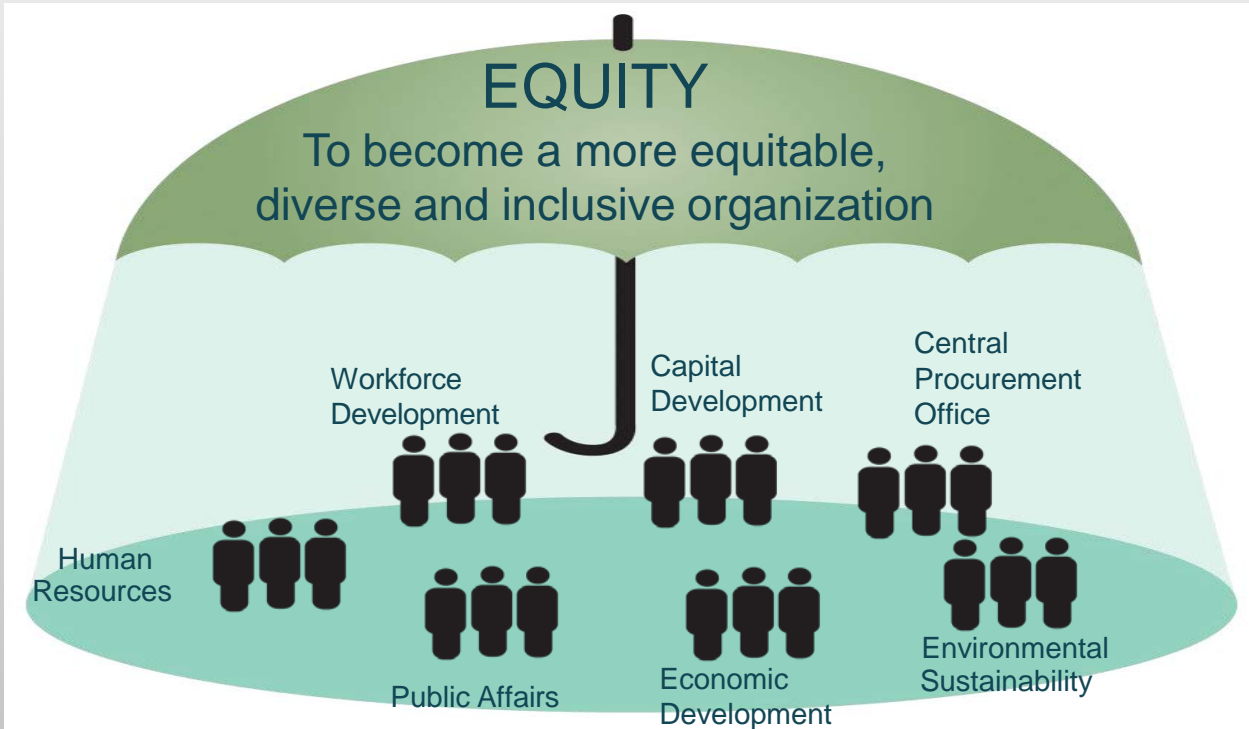 EQUITY
To become a more equitable,
diverse and inclusive organization
Workforce
Development
Capital
Development
Central
Procurement
Office
Human
Resources
Public Affairs
Economic
Development
Environmental
Sustainability